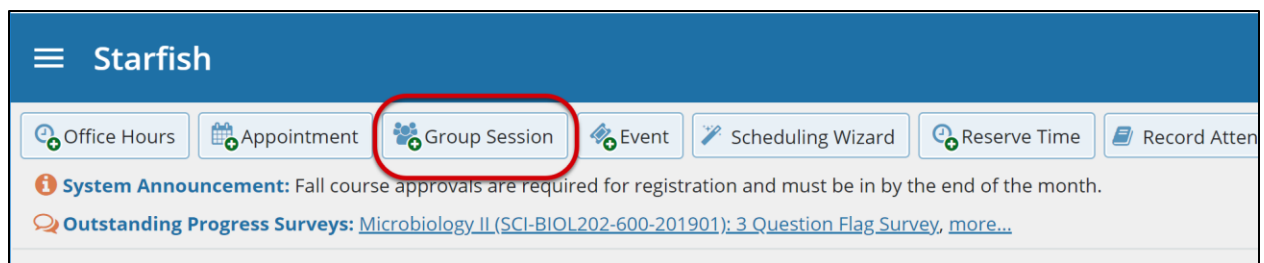 Starfish
Office Hours Appointment Group Session Event Scheduling Wizard Reserve Time Record Atten
System Announcement: Fall course approvals are required for registration and must be in by the end of the month.
Outstanding Progress Surveys: Microbiology II (SCI-BIOL202-600-201901): 3 Question Flag Survey, more...